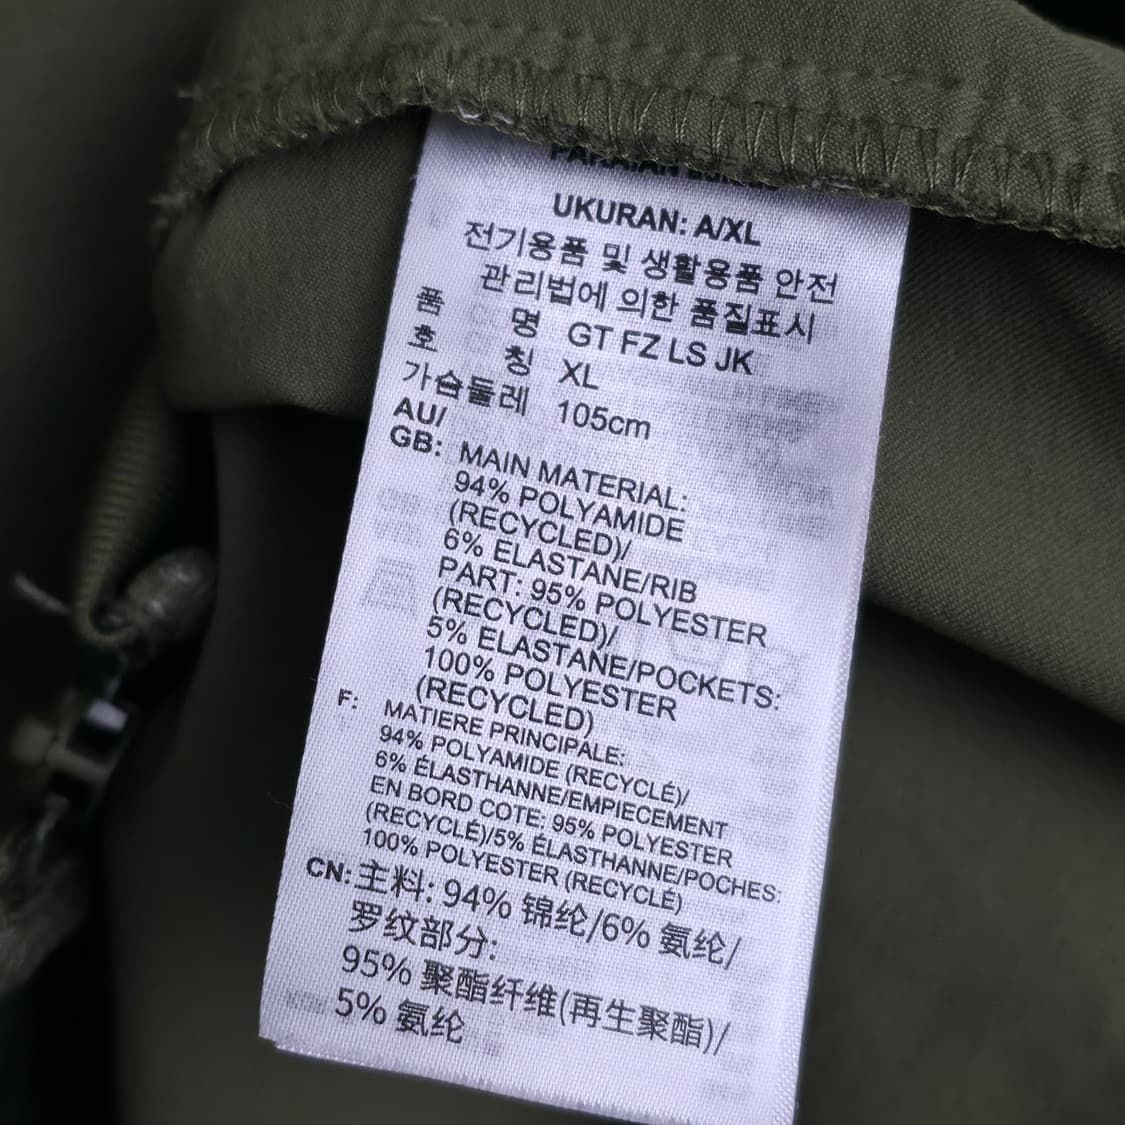 UKURAN: A/XL
전기용품 및 생활용품 안전
관리법에 의한 품질표시
품 명 GT FZ LS JK
호 칭 XL
가슴둘레 105cm
AU/
GB: MAIN MATERIAL:
94% POLYAMIDE
(RECYCLED)/
6% ELASTANE/RIB
PART: 95% POLYESTER
(RECYCLED)/
5% ELASTANE/POCKETS:
100% POLYESTER
(RECYCLED)
F: MATIERE PRINCIPALE:
94% POLYAMIDE (RECYCLÉ)/
6% ÉLASTHANNE/EMPIECEMENT
EN BORD COTE: 95% POLYESTER
(RECYCLÉ)/5% ÉLASTHANNE/POCHES:
100% POLYESTER (RECYCLÉ)
CN: 主料: 94% 锦纶/6% 氨纶/
罗纹部分:
95% 聚酯纤维(再生聚酯)/
5% 氨纶